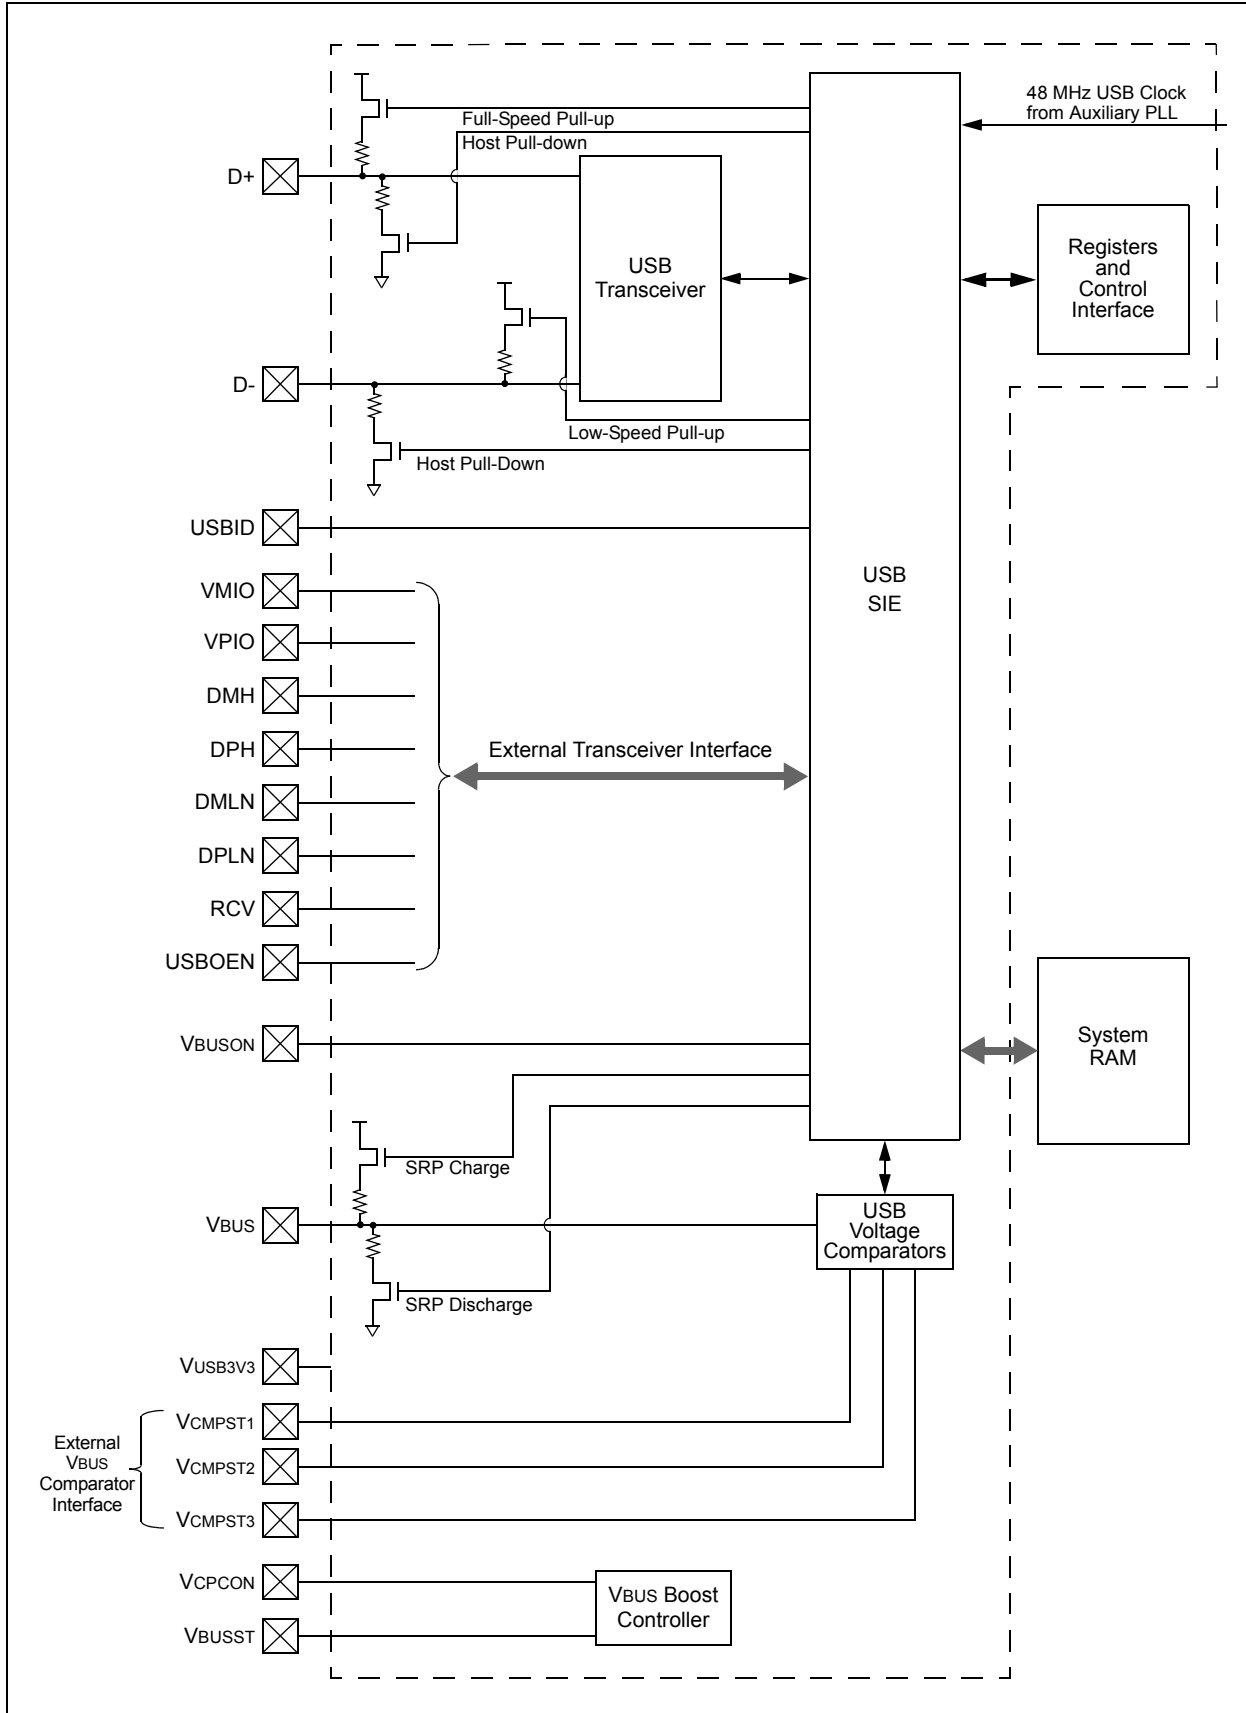 48 MHz USB Clock
from Auxiliary PLL
Full-Speed Pull-up
Host Pull-down
D+
USB
Transceiver
Registers
and
Control
Interface
D-
Low-Speed Pull-up
Host Pull-Down
USBID
USB
SIE
VMIO
VPIO
DMH
DPH
External Transceiver Interface
DMLN
DPLN
RCV
USBOEN
VBUSON
System
RAM
SRP Charge
VBUS
USB
Voltage
Comparators
SRP Discharge
VUSB3V3
External
VBUS
Comparator
Interface
VCMPST1
VCMPST2
VCMPST3
VCPCON
VBUS Boost
Controller
VBUSST